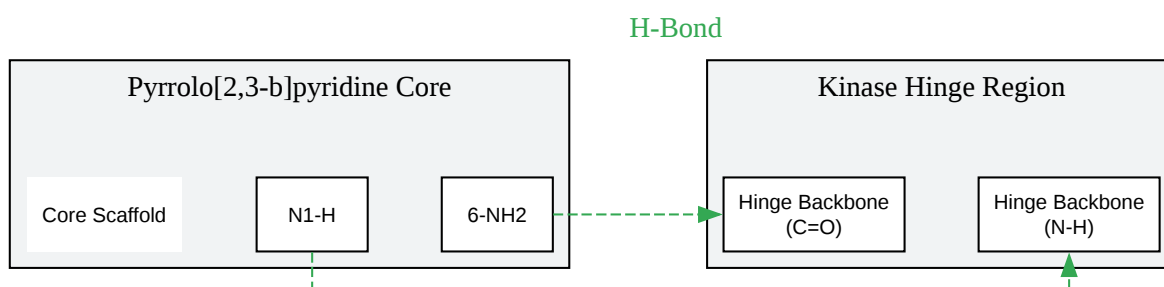 H-Bond
Pyrrolo[2,3-b]pyridine Core
Kinase Hinge Region
Core Scaffold
N1-H
6-NH2
Hinge Backbone
(C=O)
Hinge Backbone
(N-H)